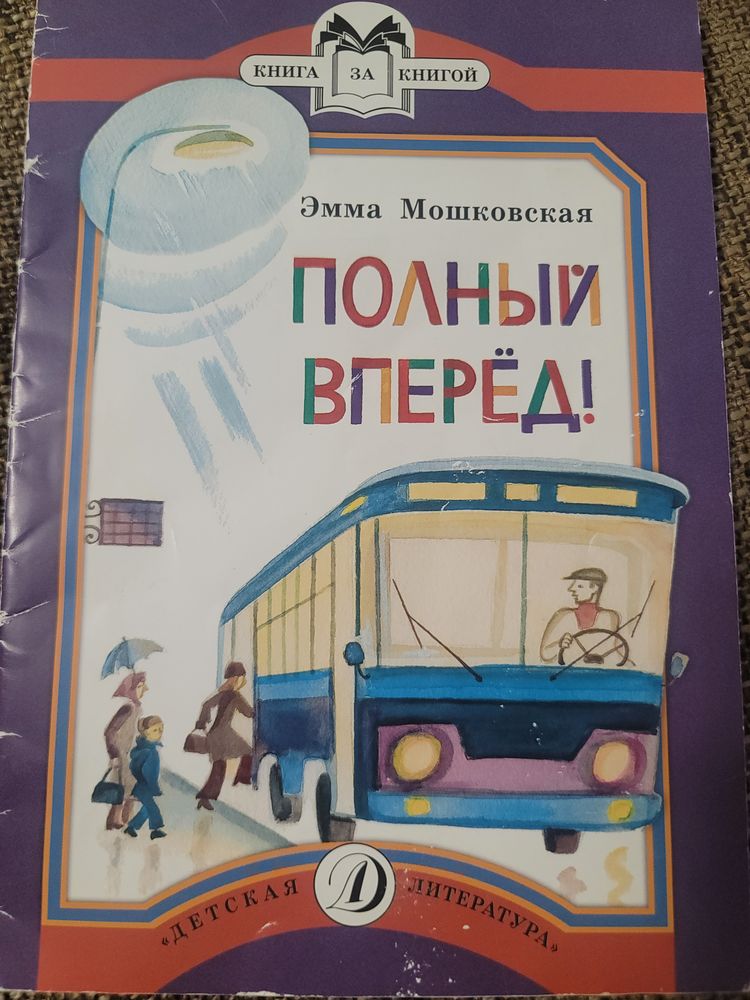 КНИГА ЗА КНИГОЙ
Эмма Мошковская
ПОЛНЫЙ
ВПЕРЁД!
Д
«ДЕТСКАЯ ЛИТЕРАТУРА»